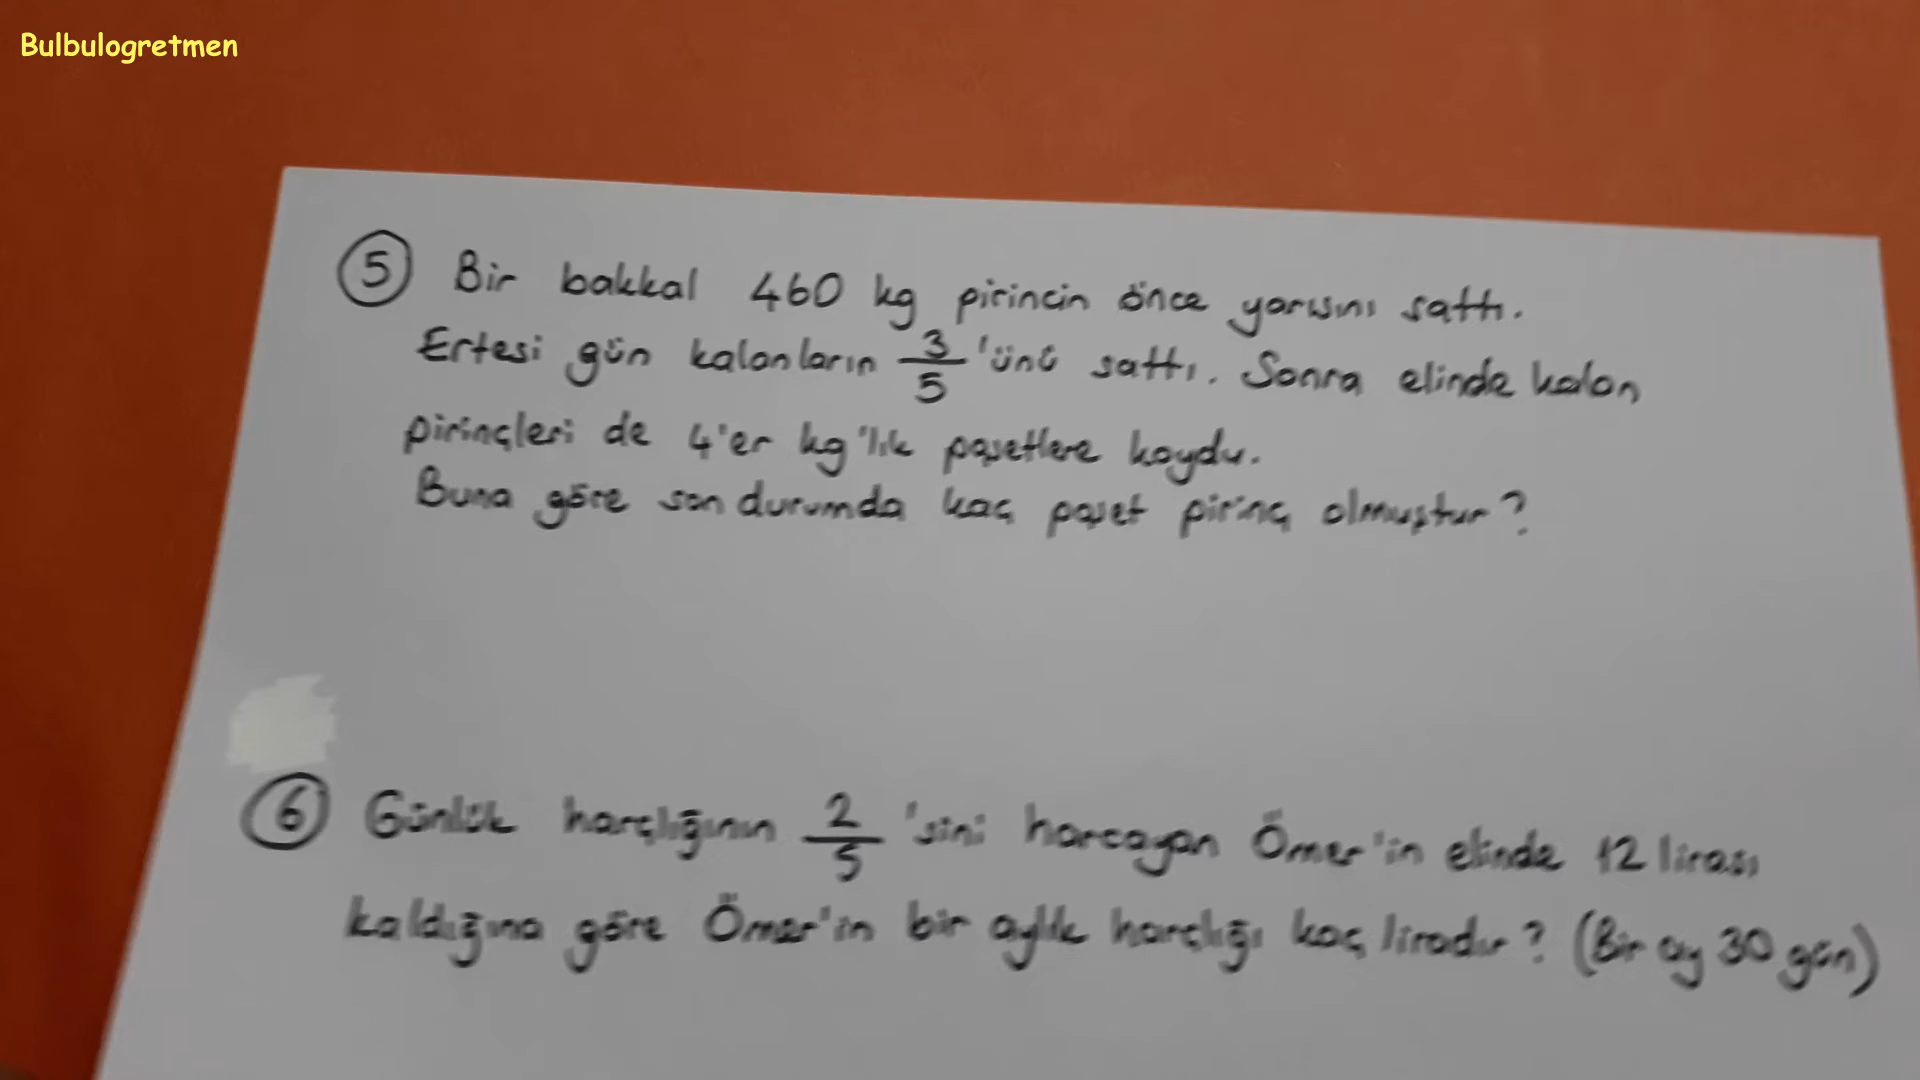 Bulbulogretmen
5 Bir bakkal 460 kg pirincin önce yarısını sattı.
Ertesi gün kalanların 3/5 'ünü sattı. Sonra elinde kalan
pirinçleri de 4'er kg'lık poşetlere koydu.
Buna göre son durumda kaç poşet pirinç olmuştur?
6 Günlük harçlığının 2/5 'sini harcayan Ömer'in elinde 12 lirası
kaldığına göre Ömer'in bir aylık harçlığı kaç liradır? (Bir ay 30 gün)